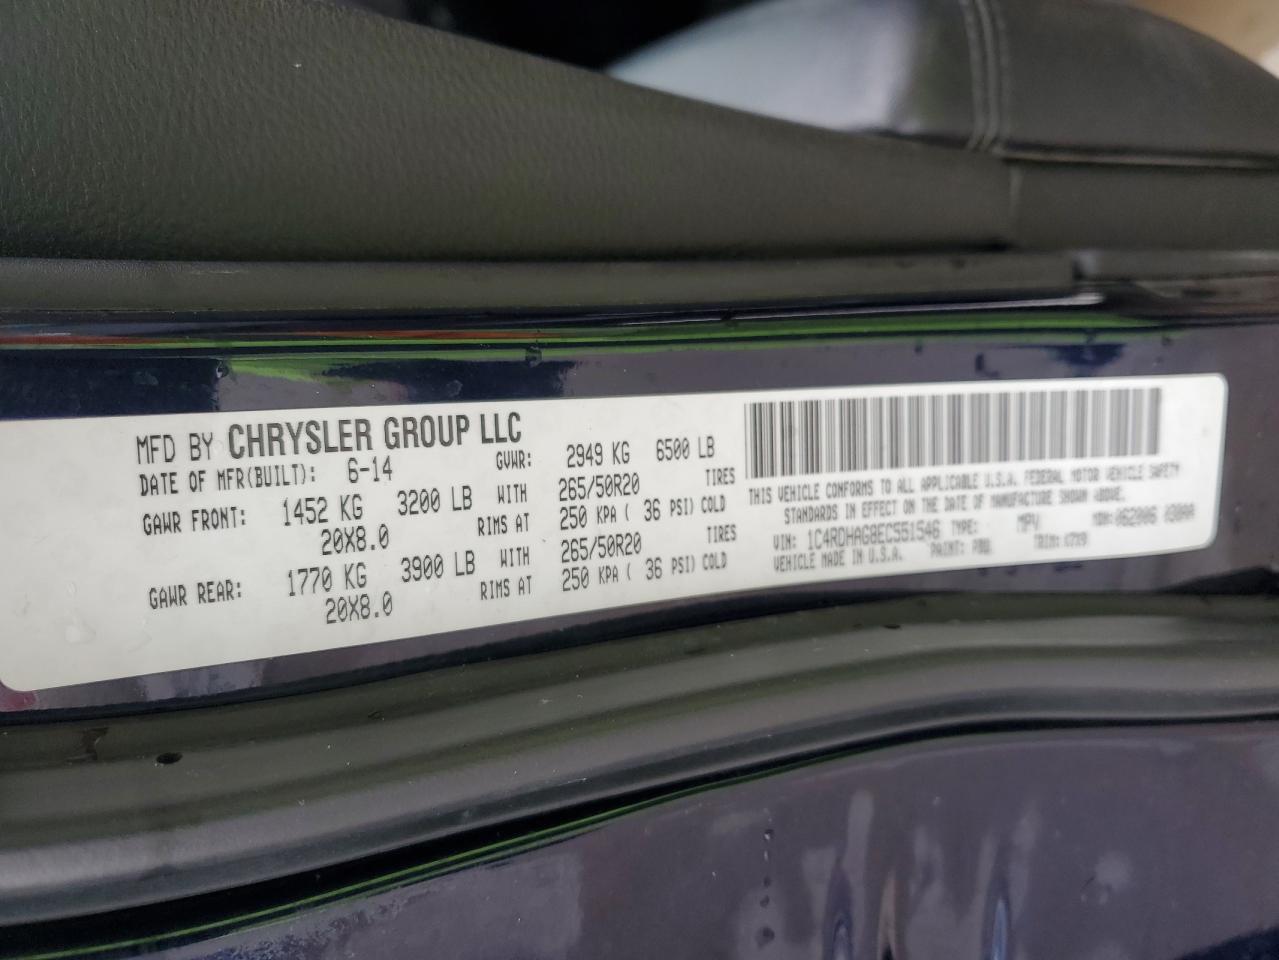 MFD BY CHRYSLER GROUP LLC
DATE OF MFR(BUILT): 6-14 GVWR: 2949 KG 6500 LB
GAWR FRONT: 1452 KG 3200 LB WITH 265/50R20 TIRES
20X8.0 RIMS AT 250 KPA ( 36 PSI) COLD
GAWR REAR: 1770 KG 3900 LB WITH 265/50R20 TIRES
20X8.0 RIMS AT 250 KPA ( 36 PSI) COLD
THIS VEHICLE CONFORMS TO ALL APPLICABLE U.S.A. FEDERAL MOTOR VEHICLE SAFETY
STANDARDS IN EFFECT ON THE DATE OF MANUFACTURE SHOWN ABOVE.
VIN: 1C4RDHAG8EC551546 TYPE: MPV MDH: 062006
VEHICLE MADE IN U.S.A. PAINT: TRIM: